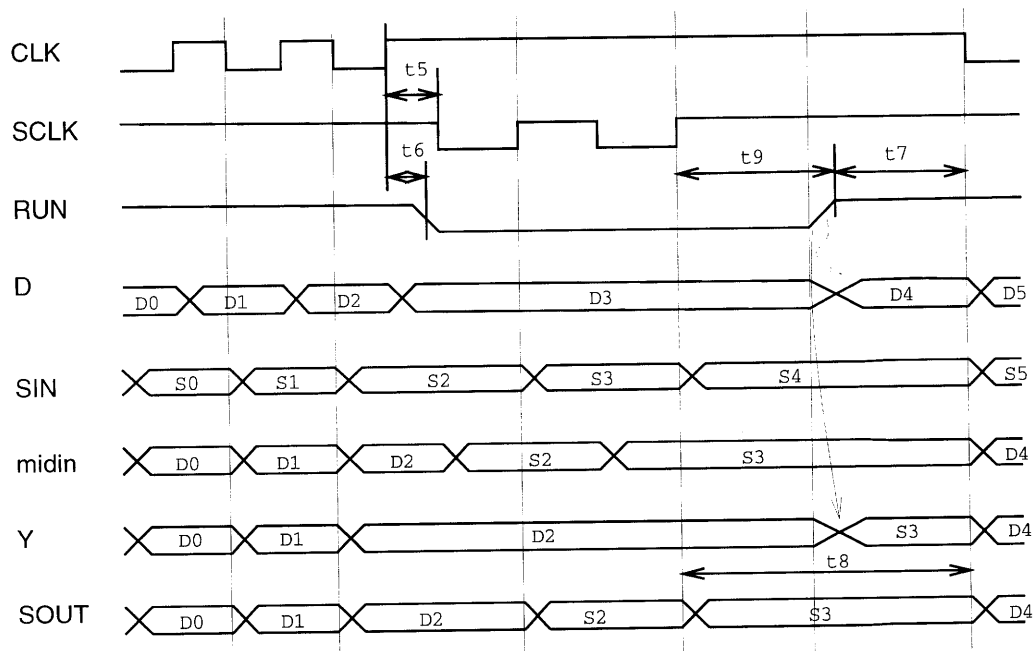 CLK
t5
SCLK
t6
t9
t7
RUN
D
D0 D1 D2 D3 D4 D5
SIN
S0 S1 S2 S3 S4 S5
midin
D0 D1 D2 S2 S3 D4
Y
D0 D1 D2 S3 D4
t8
SOUT
D0 D1 D2 S2 S3 D4